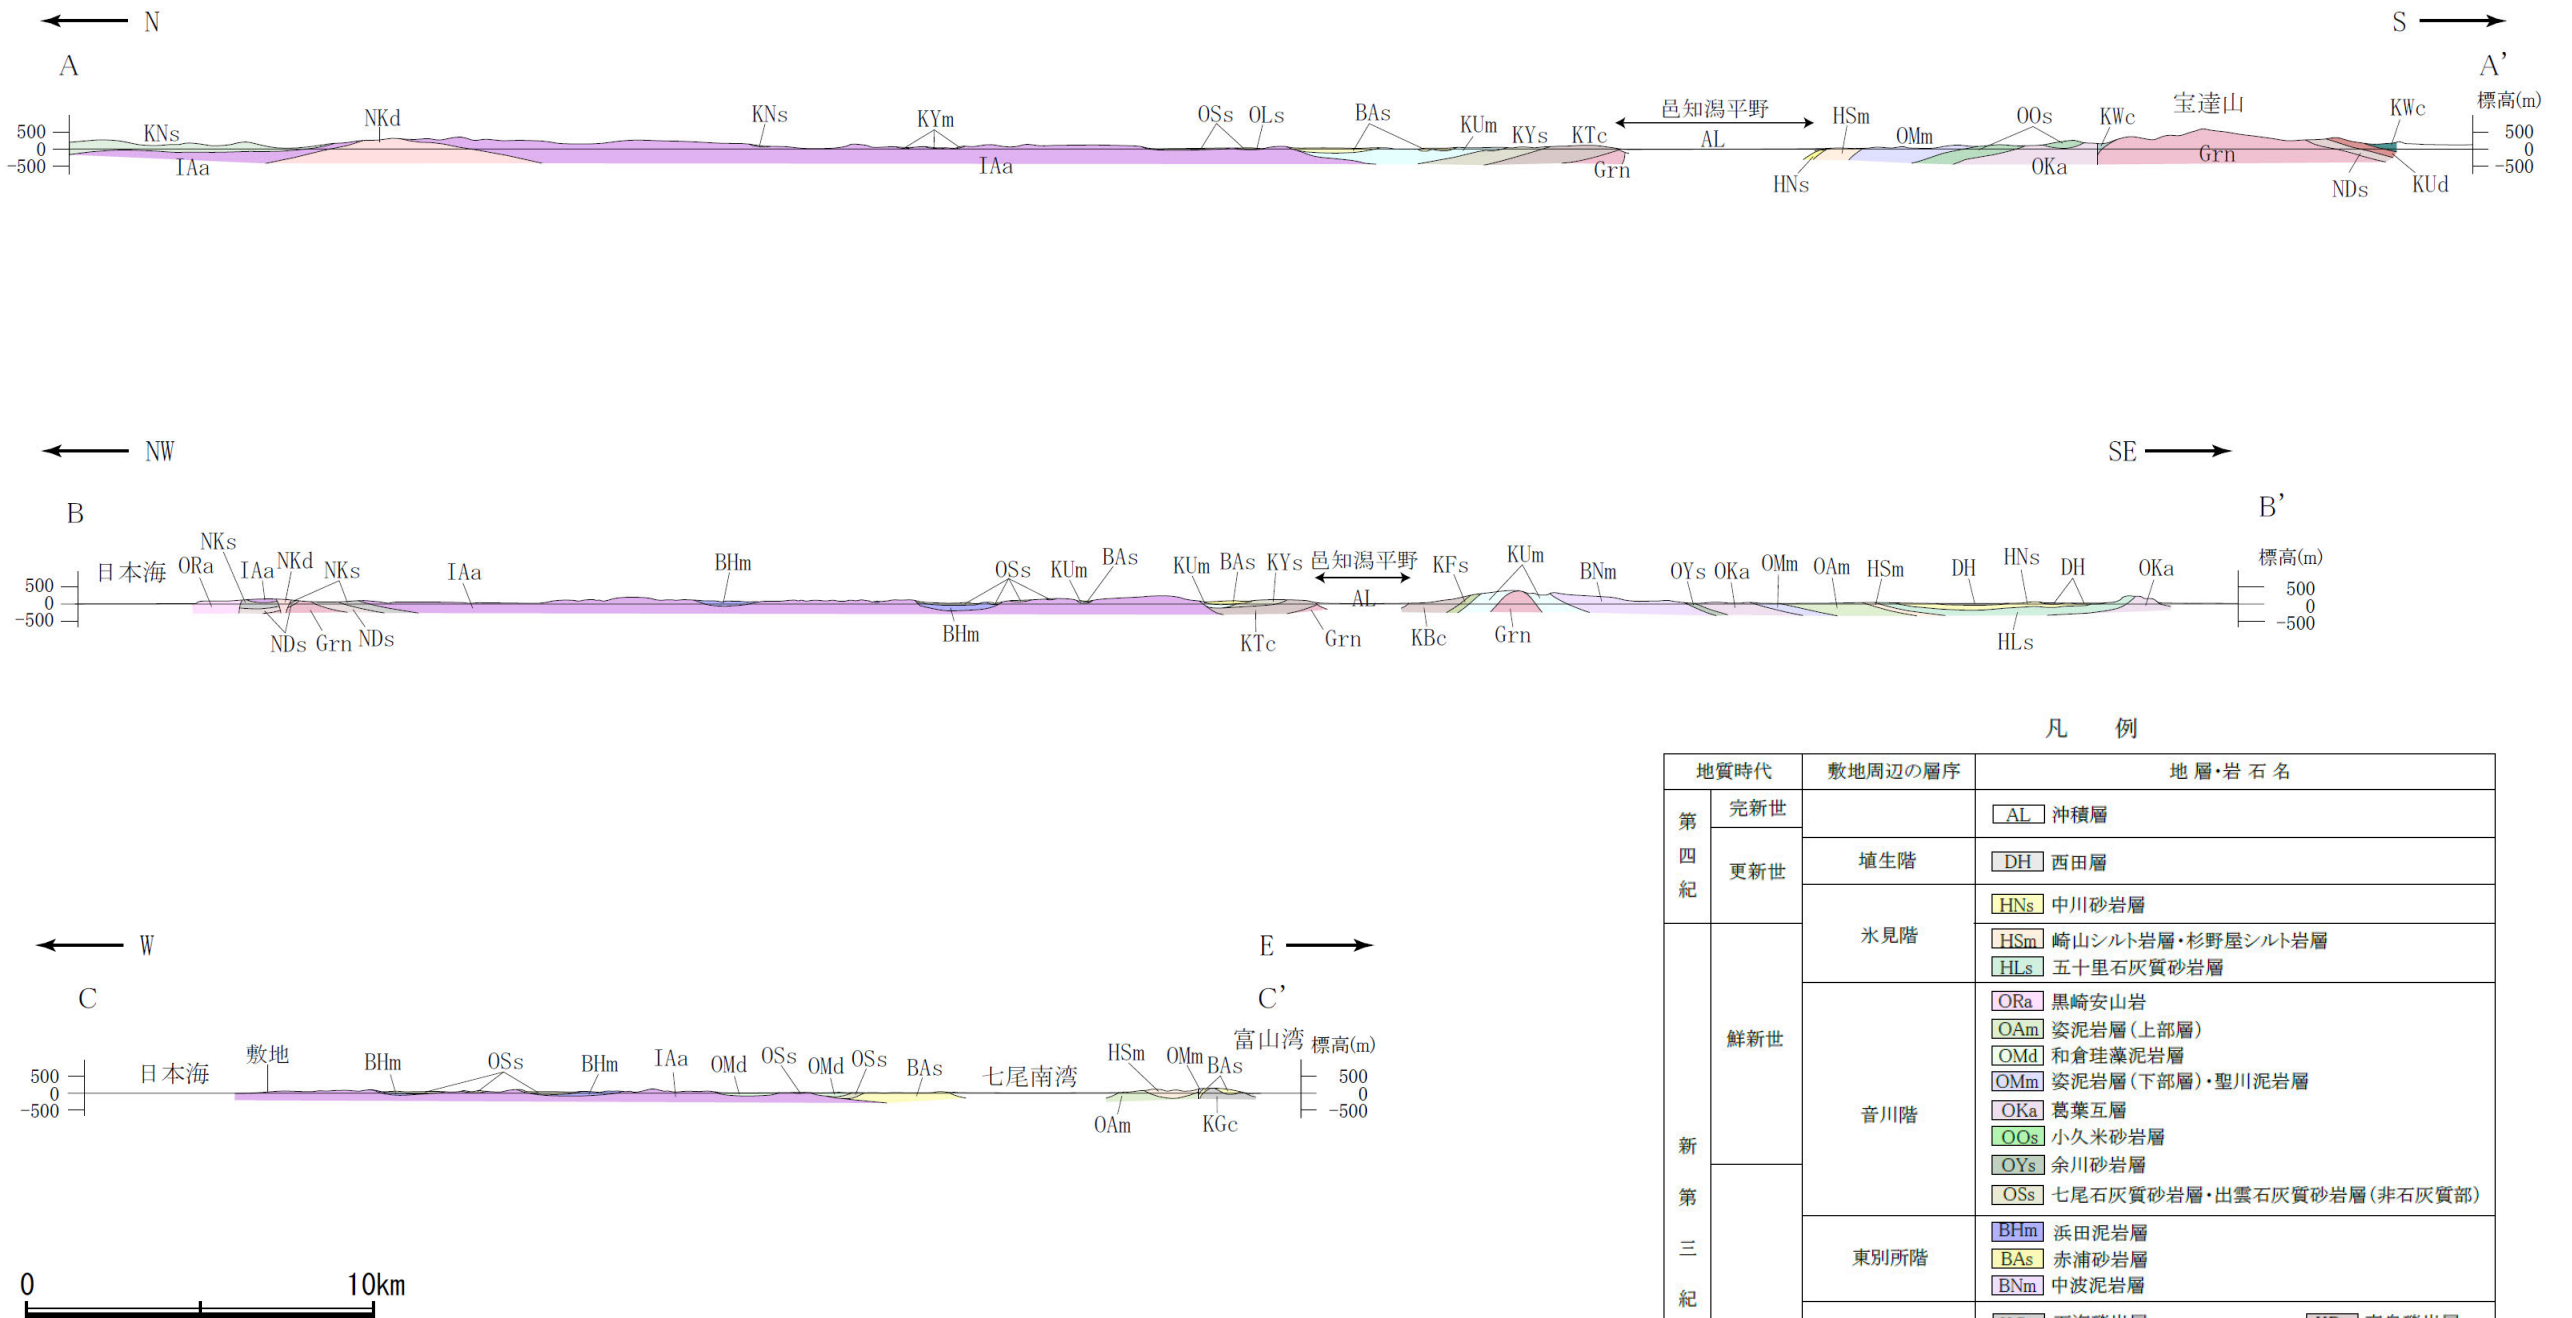 N S
A A'
標高(m)
KNs NKd KNs KYm OSs OLs BAs KUm KYs KTc 邑知潟平野 HSm OMm OOs KWc 宝達山 KWc
500 AL 500
0 0
-500 IAa IAa Grn HNs OKa Grn NDs KUd -500
NW SE
B B'
標高(m)
日本海 ORa NKs IAa NKd NKs IAa BHm OSs KUm BAs KUm BAs KYs 邑知潟平野 KFs KUm BNm OYs OKa OMm OAm HSm DH HNs DH OKa
500 AL 500
0 0
-500 NDs Grn NDs BHm KTc Grn KBc Grn HLs -500
W E
C C'
富山湾 標高(m)
日本海 敷地 BHm OSs BHm IAa OMd OSs OMd OSs BAs 七尾南湾 HSm OMm BAs
500 500
0 0
-500 OAm KGc -500
0 10km
凡 例
地質時代 敷地周辺の層序 地層・岩石名
第四紀 完新世 AL 沖積層
更新世 埴生階 DH 西田層
氷見階 HNs 中川砂岩層
新第三紀 鮮新世 HSm 崎山シルト岩層・杉野屋シルト岩層
HLs 五十里石灰質砂岩層
音川階 ORa 黒崎安山岩
OAm 姿泥岩層(上部層)
OMd 和倉珪藻泥岩層
OMm 姿泥岩層(下部層)・聖川泥岩層
OKa 葛葉互層
OOs 小久米砂岩層
OYs 余川砂岩層
OSs 七尾石灰質砂岩層・出雲石灰質砂岩層(非石灰質部)
東別所階 BHm 浜田泥岩層
BAs 赤浦砂岩層
BNm 中波泥岩層